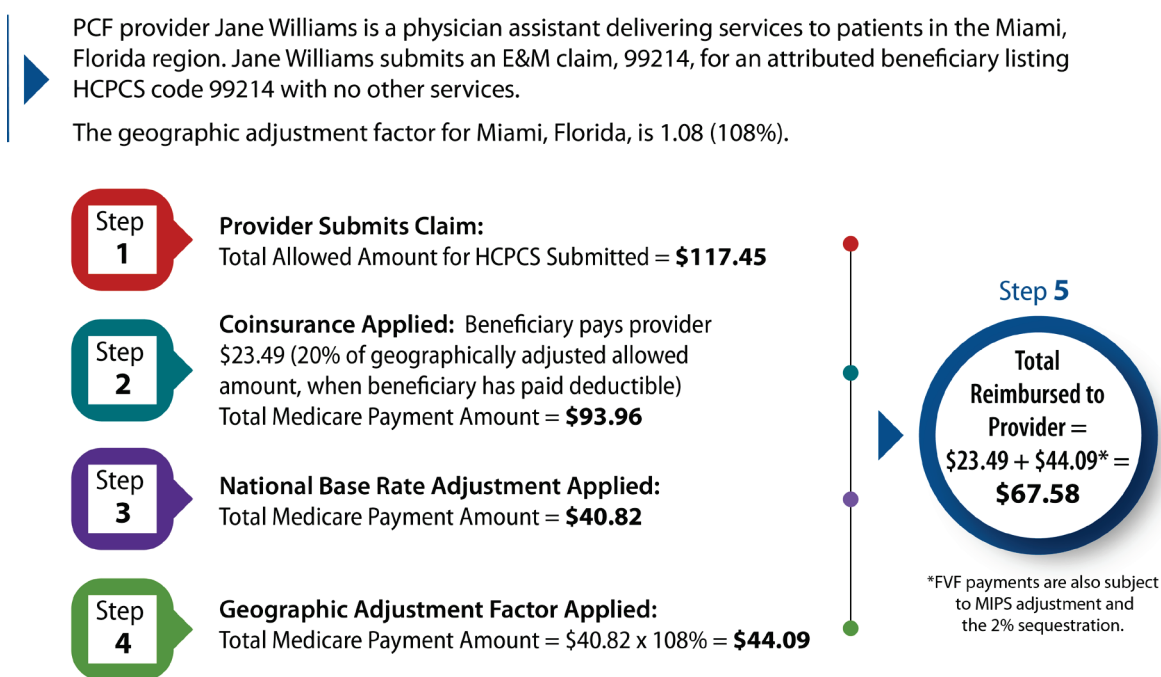 PCF provider Jane Williams is a physician assistant delivering services to patients in the Miami,
Florida region. Jane Williams submits an E&M claim, 99214, for an attributed beneficiary listing
HCPCS code 99214 with no other services.
The geographic adjustment factor for Miami, Florida, is 1.08 (108%).
Step
1
Provider Submits Claim:
Total Allowed Amount for HCPCS Submitted = $117.45
Step
2
Coinsurance Applied: Beneficiary pays provider
$23.49 (20% of geographically adjusted allowed
amount, when beneficiary has paid deductible)
Total Medicare Payment Amount = $93.96
Step
3
National Base Rate Adjustment Applied:
Total Medicare Payment Amount = $40.82
Step
4
Geographic Adjustment Factor Applied:
Total Medicare Payment Amount = $40.82 x 108% = $44.09
Step 5
Total
Reimbursed to
Provider =
$23.49 + $44.09* =
$67.58
*FVF payments are also subject
to MIPS adjustment and
the 2% sequestration.